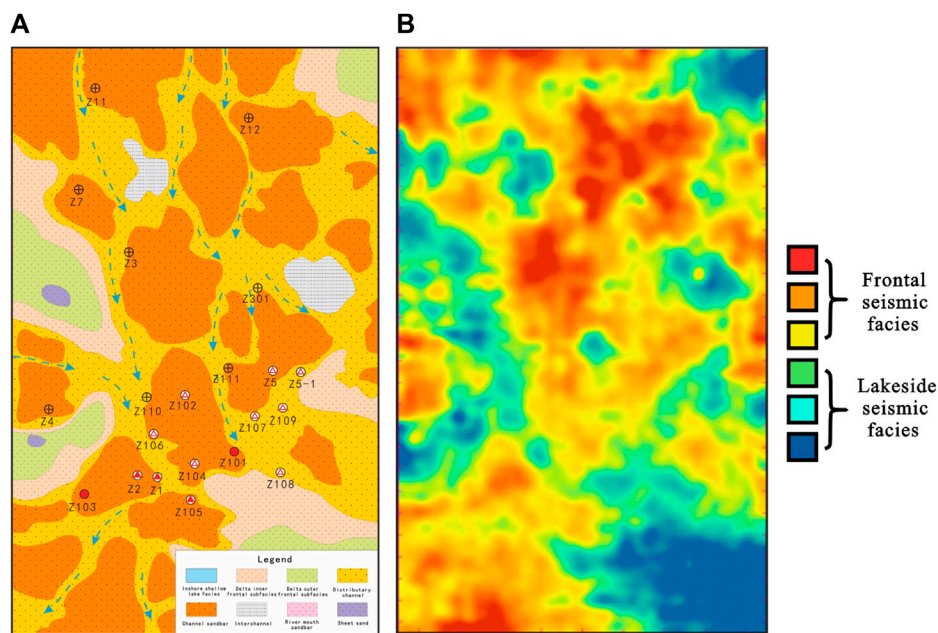 A
B
Z11
Z12
Z7
Z3
Z301
Z111
Z5
Z5-1
Z110
Z102
Z4
Z107
Z109
Z106
Z101
Z104
Z108
Z2
Z1
Z103
Z105
Legend
Inshore shallow
lake facies
Delta inner
frontal subfacies
Delta outer
frontal subfacies
Distributary
channel
Channel sandbar
Interchannel
River mouth
sandbar
Sheet sand
Frontal
seismic
facies
Lakeside
seismic
facies